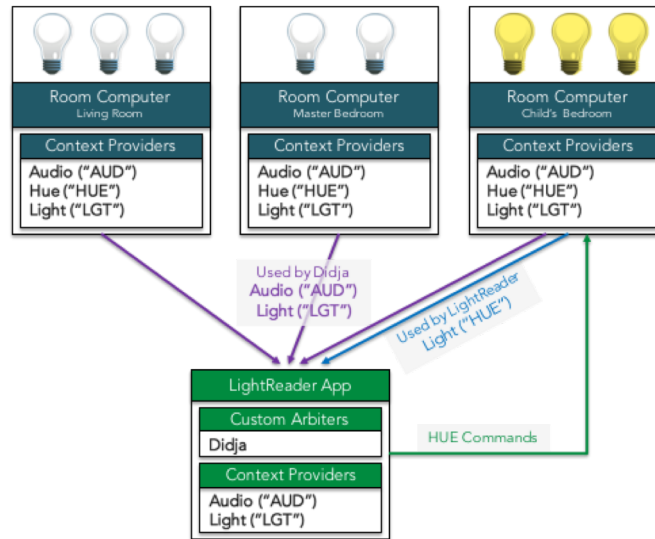 Room Computer
Living Room
Context Providers
Audio (“AUD”)
Hue (“HUE”)
Light (“LGT”)
Room Computer
Master Bedroom
Context Providers
Audio (“AUD”)
Hue (“HUE”)
Light (“LGT”)
Room Computer
Child's Bedroom
Context Providers
Audio (“AUD”)
Hue (“HUE”)
Light (“LGT”)
Used by Didja
Audio (“AUD”)
Light (“LGT”)
Used by LightReader
Light (“HUE”)
LightReader App
Custom Arbiters
Didja
Context Providers
Audio (“AUD”)
Light (“LGT”)
HUE Commands